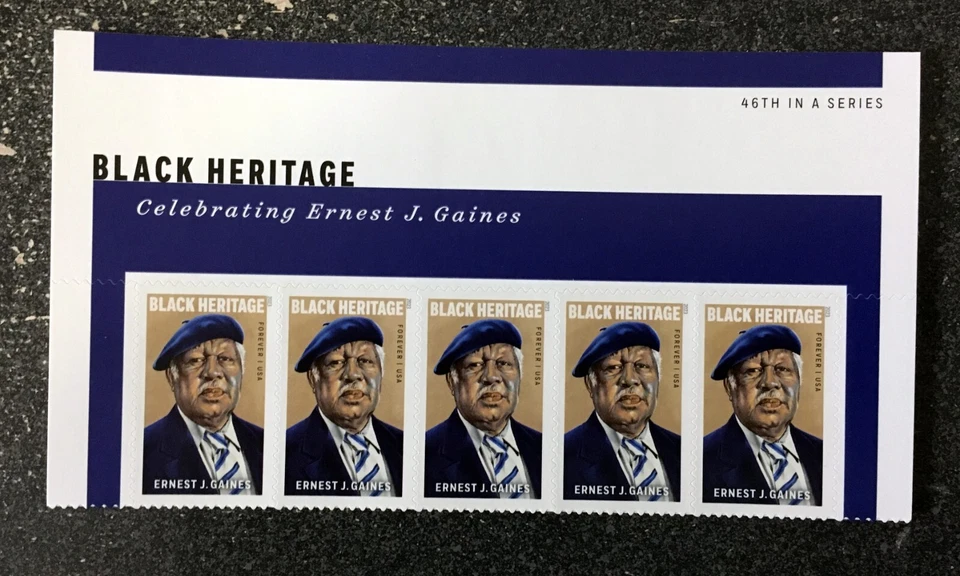 46TH IN A SERIES
BLACK HERITAGE
Celebrating Ernest J. Gaines
BLACK HERITAGE
FOREVER | USA
ERNEST J. GAINES
BLACK HERITAGE
FOREVER | USA
ERNEST J. GAINES
BLACK HERITAGE
FOREVER | USA
ERNEST J. GAINES
BLACK HERITAGE
FOREVER | USA
ERNEST J. GAINES
BLACK HERITAGE
FOREVER | USA
ERNEST J. GAINES